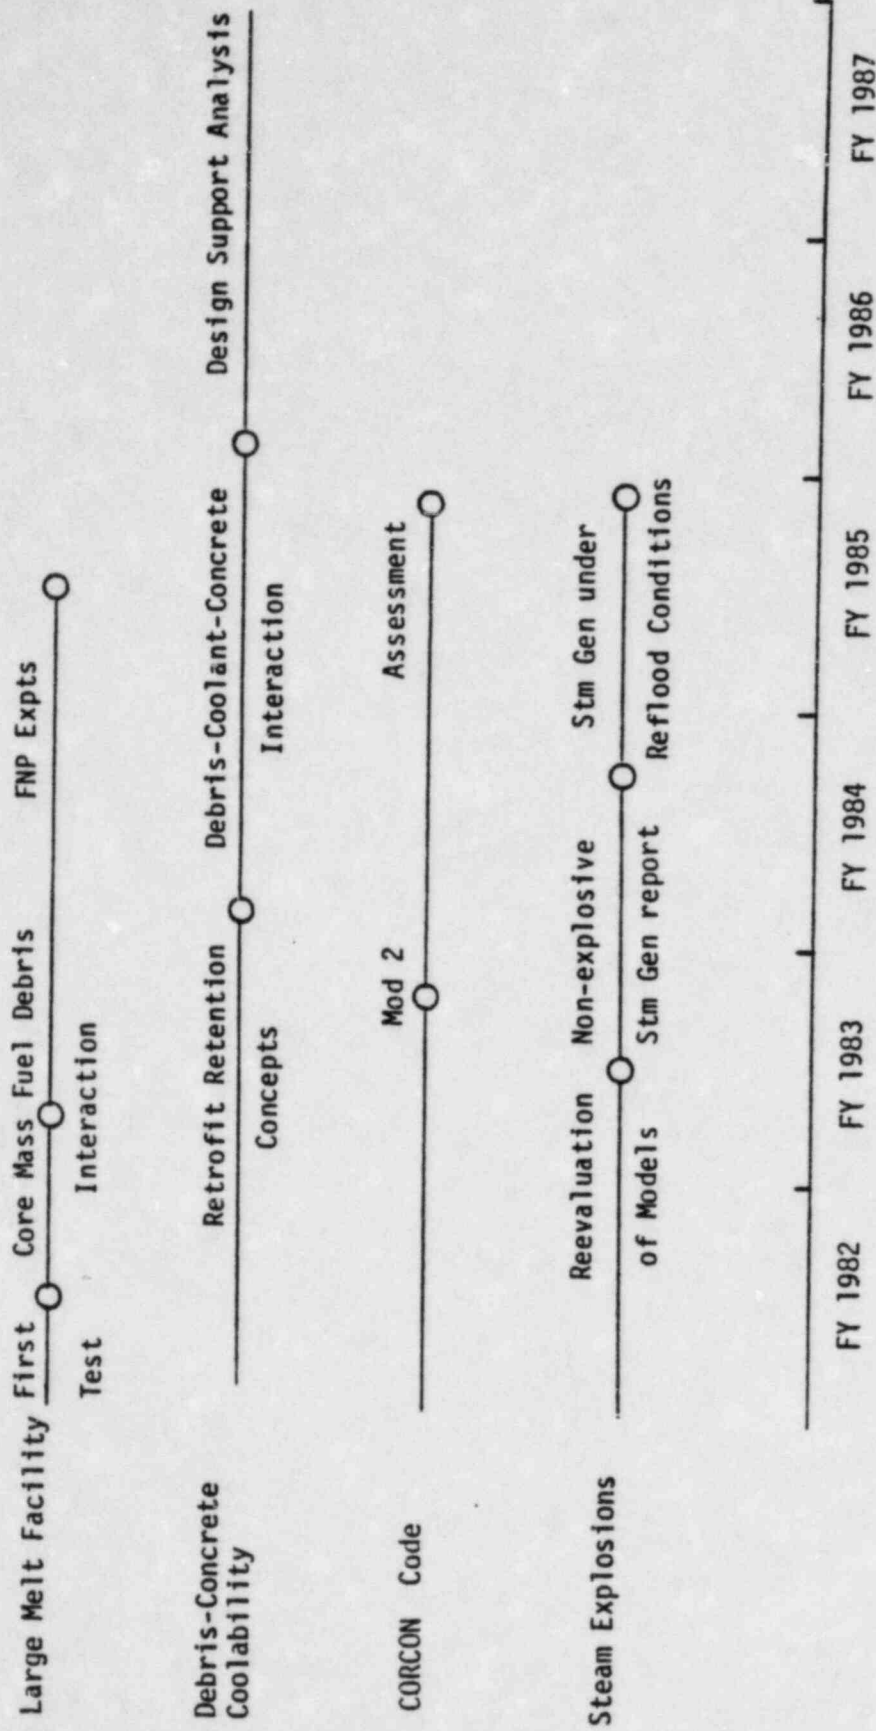 Large Melt Facility
First
Test
Core Mass Fuel Debris
Interaction
FNP Expts
Debris-Concrete
Coolability
Retrofit Retention
Concepts
Debris-Coolant-Concrete
Interaction
Design Support Analysis
CORCON Code
Mod 2
Assessment
Steam Explosions
Reevaluation
of Models
Non-explosive
Stm Gen report
Stm Gen under
Reflood Conditions
FY 1982
FY 1983
FY 1984
FY 1985
FY 1986
FY 1987